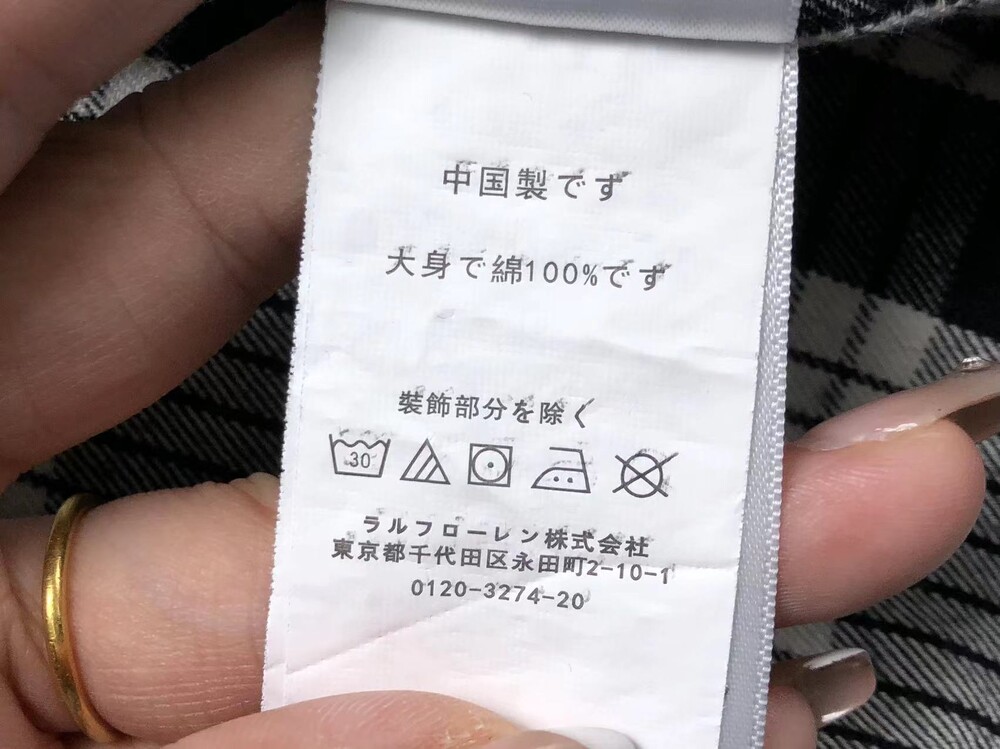 中国製でず
大身で綿100%でず
装飾部分を除く
30
ラルフローレン株式会社
東京都千代田区永田町2-10-1
0120-3274-20